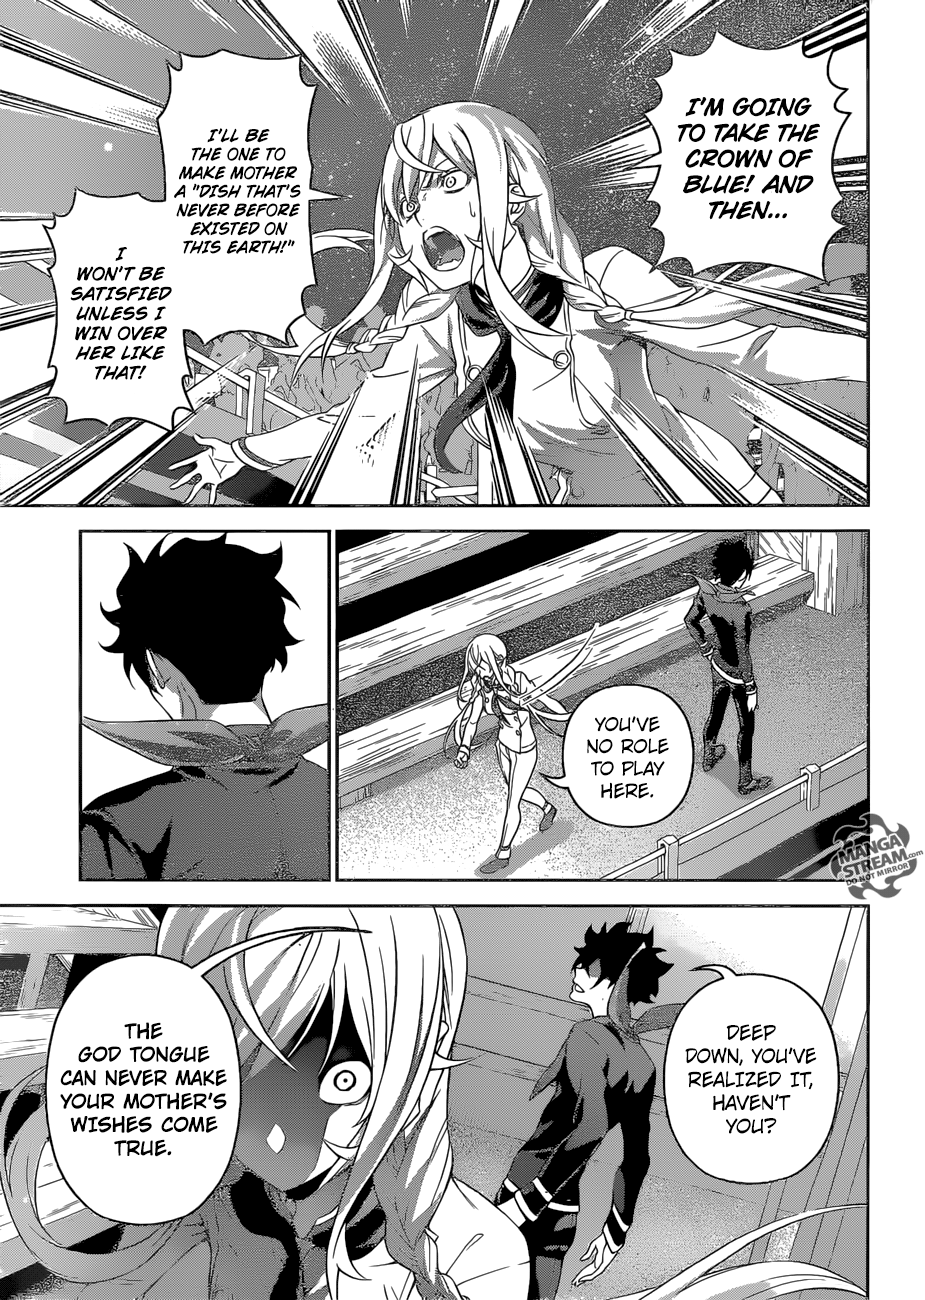 I'M GOING
TO TAKE THE
CROWN OF
BLUE! AND
THEN...
I'LL BE
THE ONE TO
MAKE MOTHER
A "DISH THAT'S
NEVER BEFORE
EXISTED ON
THIS EARTH!"
I
WON'T BE
SATISFIED
UNLESS I
WIN OVER
HER LIKE
THAT!
YOU'VE
NO ROLE
TO PLAY
HERE.
MANGA
STREAM.com
DO NOT MIRROR!
DEEP
DOWN, YOU'VE
REALIZED IT,
HAVEN'T
YOU?
THE
GOD TONGUE
CAN NEVER MAKE
YOUR MOTHER'S
WISHES COME
TRUE.